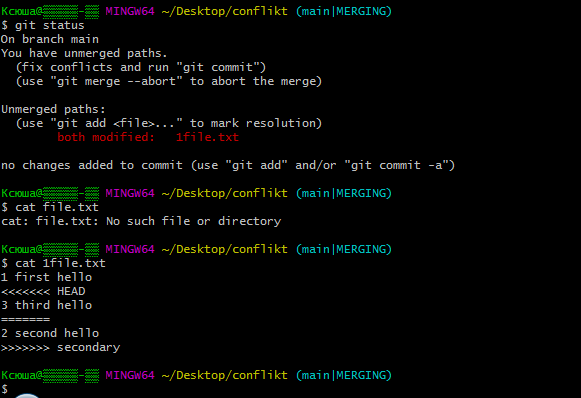 Ксюша@▒▒▒▒▒-▒▒ MINGW64 ~/Desktop/conflikt (main|MERGING)
$ git status
On branch main
You have unmerged paths.
  (fix conflicts and run "git commit")
  (use "git merge --abort" to abort the merge)

Unmerged paths:
  (use "git add <file>..." to mark resolution)
        both modified:   1file.txt

no changes added to commit (use "git add" and/or "git commit -a")

Ксюша@▒▒▒▒▒-▒▒ MINGW64 ~/Desktop/conflikt (main|MERGING)
$ cat file.txt
cat: file.txt: No such file or directory

Ксюша@▒▒▒▒▒-▒▒ MINGW64 ~/Desktop/conflikt (main|MERGING)
$ cat 1file.txt
1 first hello
<<<<<<< HEAD
3 third hello
=======
2 second hello
>>>>>>> secondary

Ксюша@▒▒▒▒▒-▒▒ MINGW64 ~/Desktop/conflikt (main|MERGING)
$